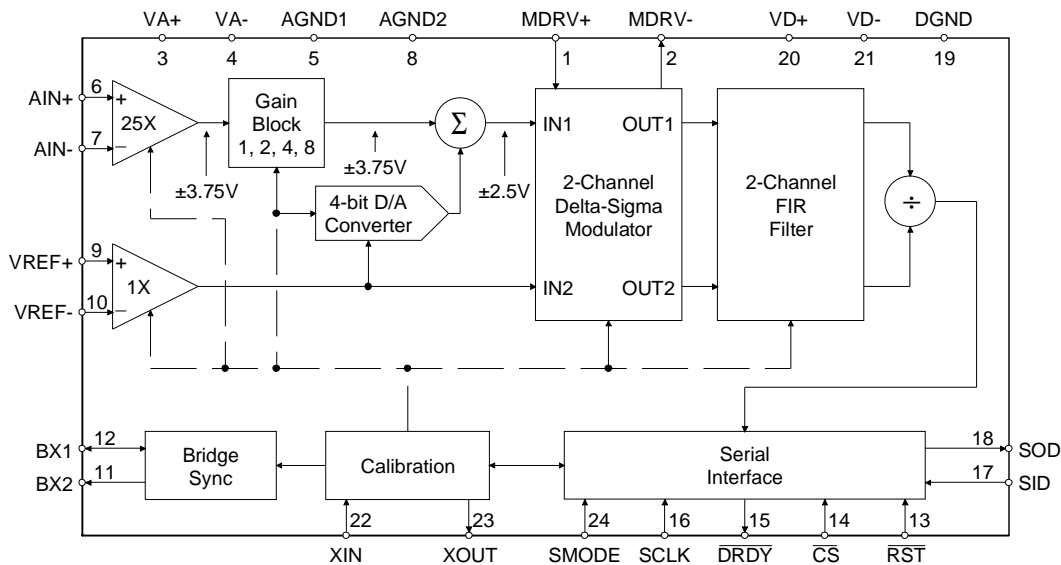 VA+ VA- AGND1 AGND2 MDRV+ MDRV- VD+ VD- DGND
3 4 5 8 1 2 20 21 19
AIN+ 6
+
25X
AIN- 7
−
Gain
Block
1, 2, 4, 8
Σ
±3.75V
±3.75V
±2.5V
4-bit D/A
Converter
IN1 OUT1
2-Channel
Delta-Sigma
Modulator
IN2 OUT2
2-Channel
FIR
Filter
÷
VREF+ 9
+
1X
VREF- 10
−
BX1 12
BX2 11
Bridge
Sync
Calibration
Serial
Interface
18 SOD
17 SID
22 23 24 16 15 14 13
XIN XOUT SMODE SCLK D̅R̅D̅Y̅ C̅S̅ R̅S̅T̅